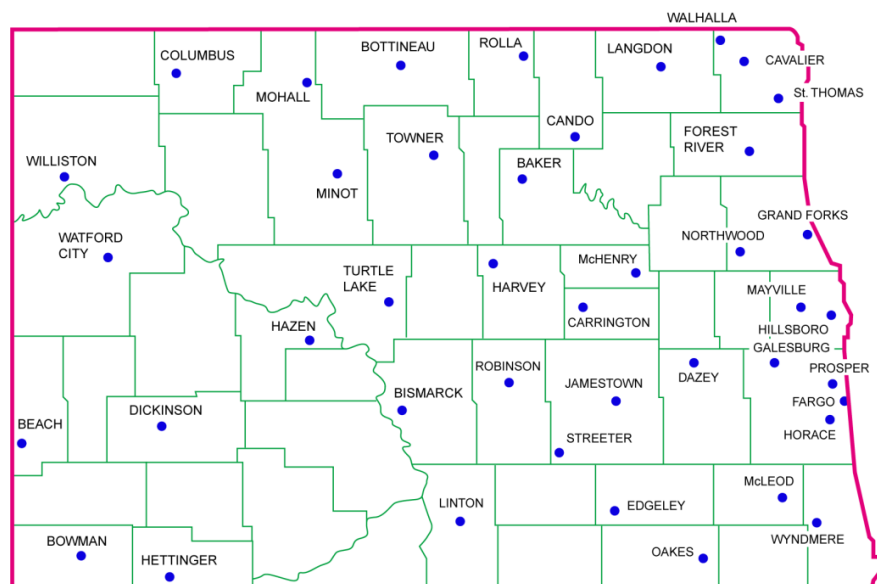 WALHALLA
COLUMBUS
BOTTINEAU
ROLLA
LANGDON
CAVALIER
MOHALL
St. THOMAS
CANDO
TOWNER
FOREST
RIVER
WILLISTON
BAKER
MINOT
GRAND FORKS
WATFORD
CITY
NORTHWOOD
McHENRY
TURTLE
LAKE
HARVEY
MAYVILLE
CARRINGTON
HAZEN
HILLSBORO
GALESBURG
ROBINSON
PROSPER
DAZEY
JAMESTOWN
BISMARCK
FARGO
DICKINSON
BEACH
STREETER
HORACE
McLEOD
LINTON
EDGELEY
WYNDMERE
BOWMAN
OAKES
HETTINGER